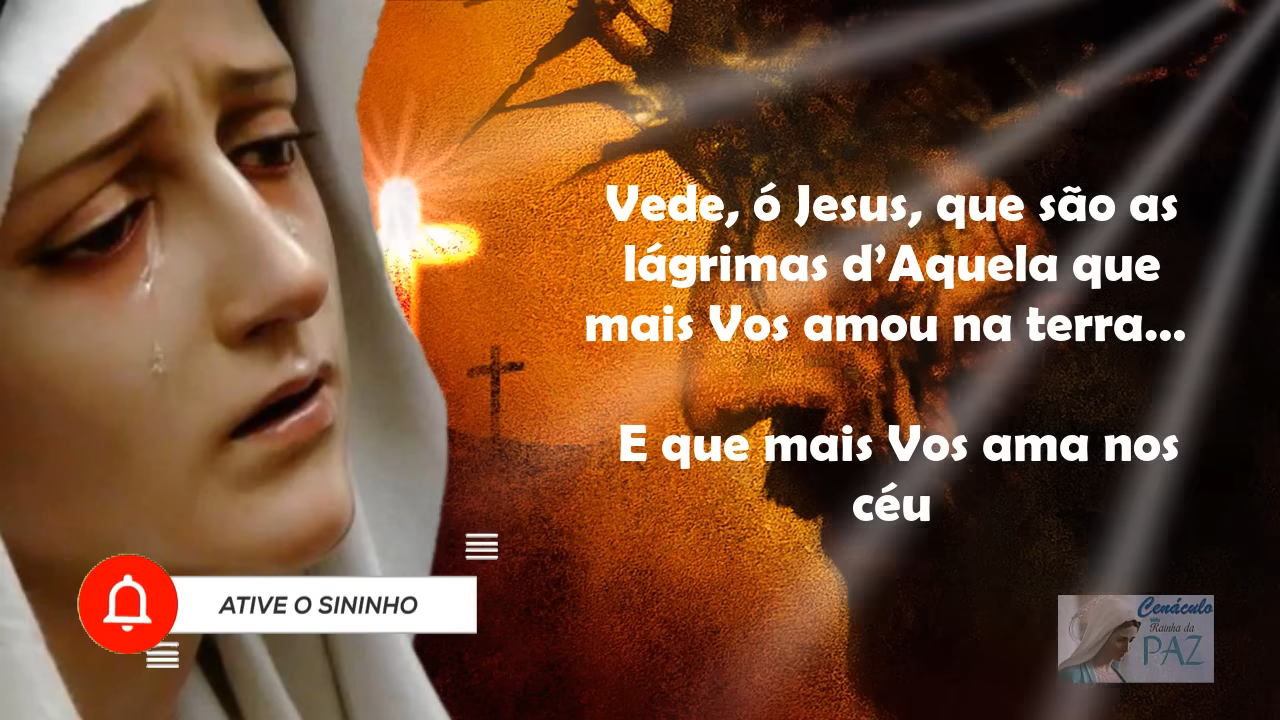 Vede, ó Jesus, que são as
lágrimas d’Aquela que
mais Vos amou na terra...
E que mais Vos ama nos
céu
ATIVE O SININHO
Cenáculo
Rainha da
PAZ